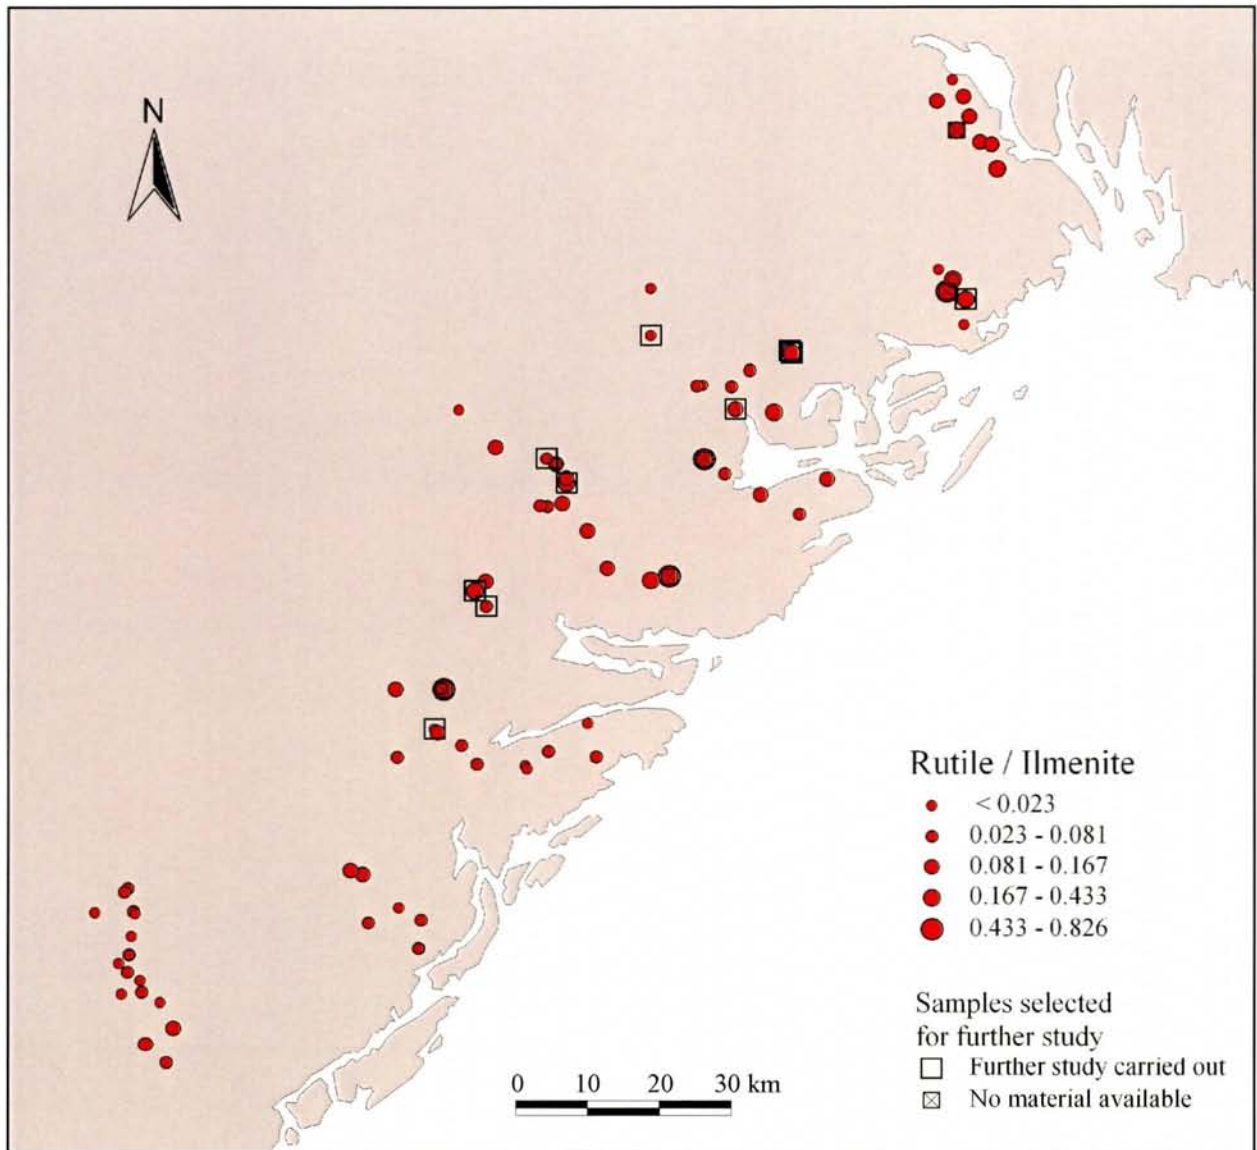 N
Rutile / Ilmenite
< 0.023
0.023 - 0.081
0.081 - 0.167
0.167 - 0.433
0.433 - 0.826
Samples selected
for further study
Further study carried out
No material available
0 10 20 30 km